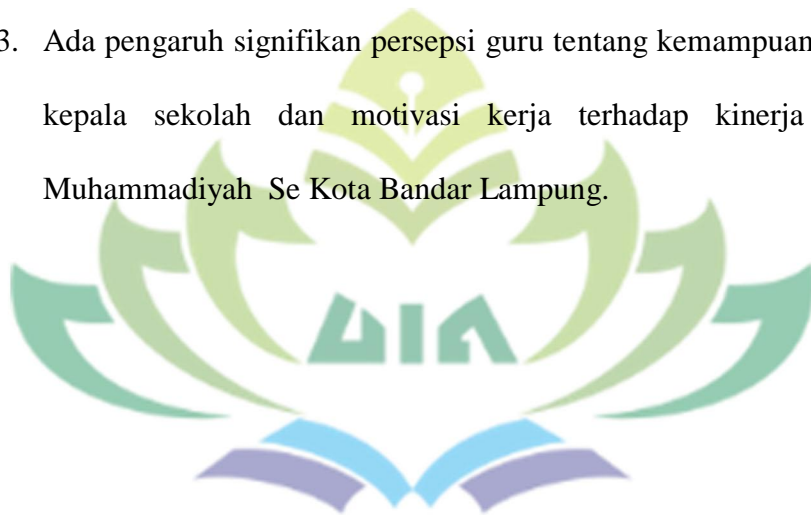 3. Ada pengaruh signifikan persepsi guru tentang kemampuan
kepala sekolah dan motivasi kerja terhadap kinerja
Muhammadiyah Se Kota Bandar Lampung.
UIN